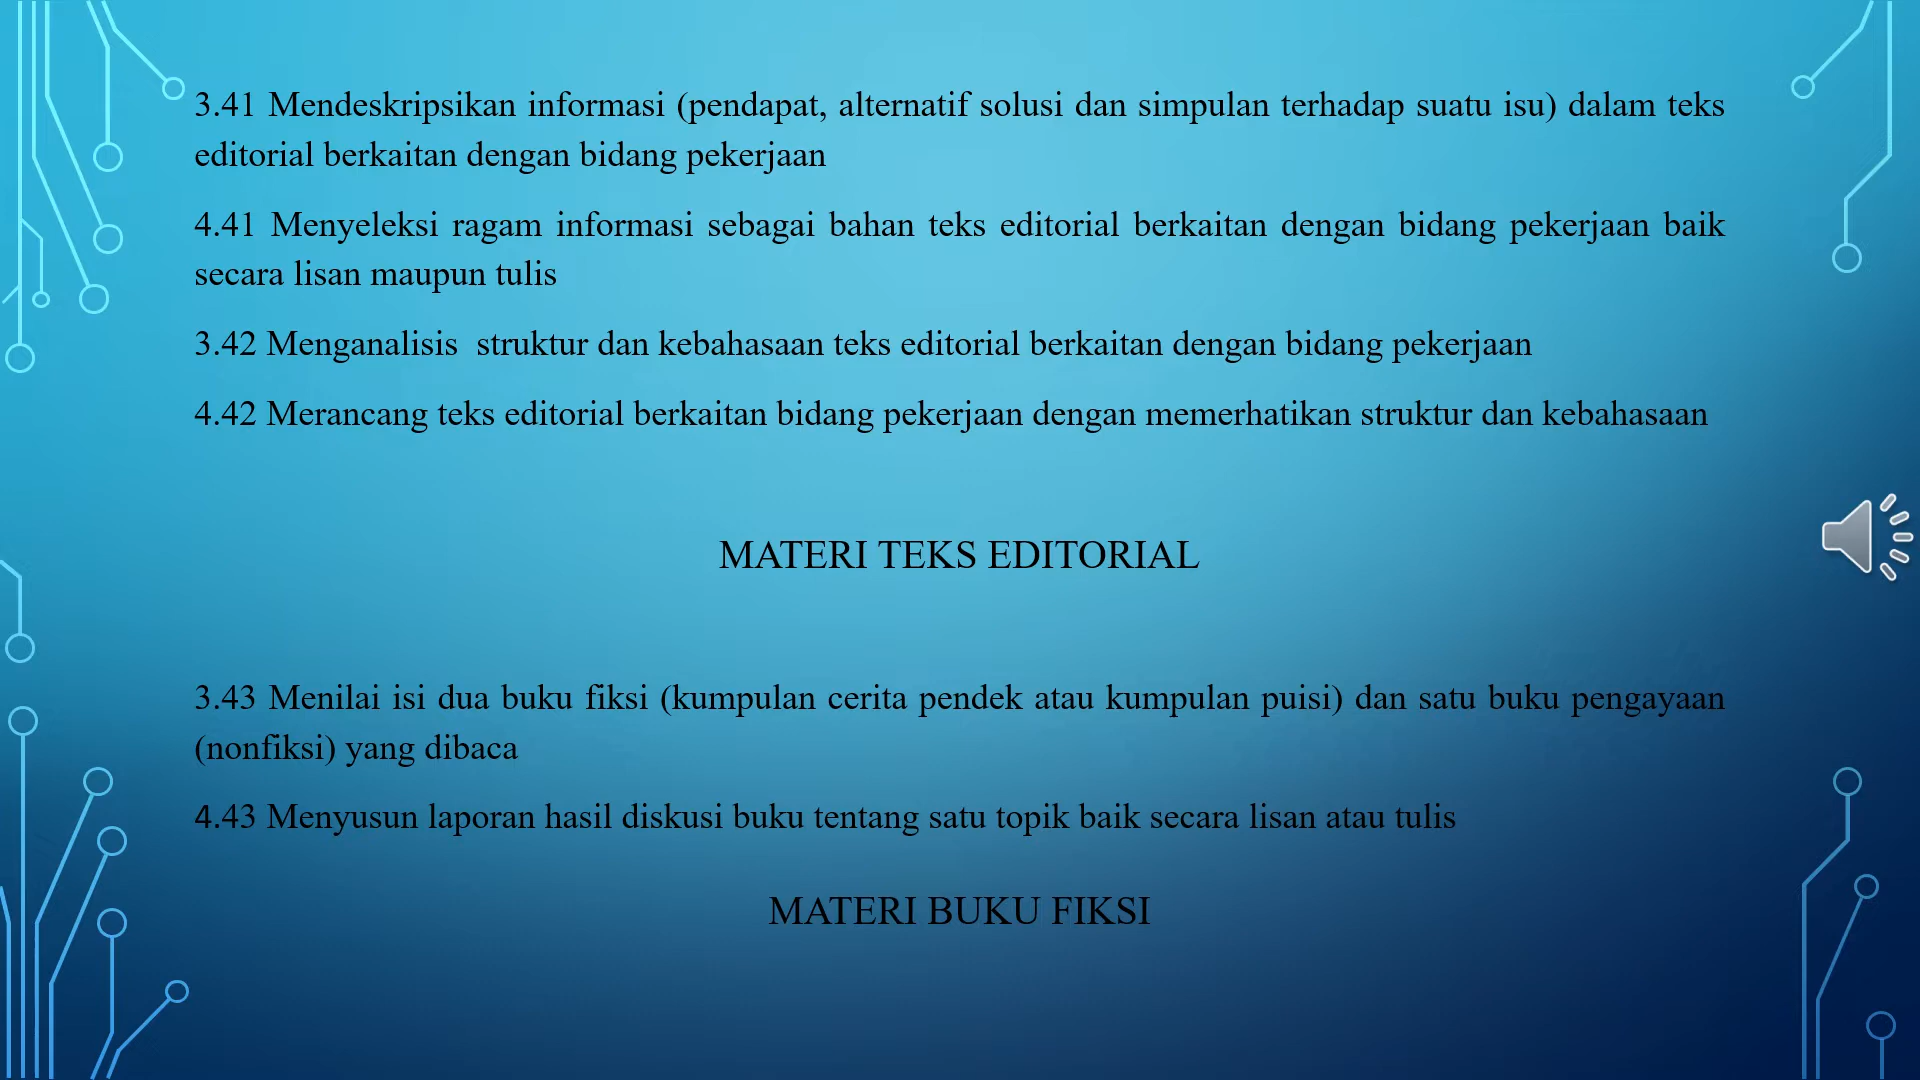 3.41 Mendeskripsikan informasi (pendapat, alternatif solusi dan simpulan terhadap suatu isu) dalam teks
editorial berkaitan dengan bidang pekerjaan
4.41 Menyeleksi ragam informasi sebagai bahan teks editorial berkaitan dengan bidang pekerjaan baik
secara lisan maupun tulis
3.42 Menganalisis  struktur dan kebahasaan teks editorial berkaitan dengan bidang pekerjaan
4.42 Merancang teks editorial berkaitan bidang pekerjaan dengan memerhatikan struktur dan kebahasaan
MATERI TEKS EDITORIAL
3.43 Menilai isi dua buku fiksi (kumpulan cerita pendek atau kumpulan puisi) dan satu buku pengayaan
(nonfiksi) yang dibaca
4.43 Menyusun laporan hasil diskusi buku tentang satu topik baik secara lisan atau tulis
MATERI BUKU FIKSI